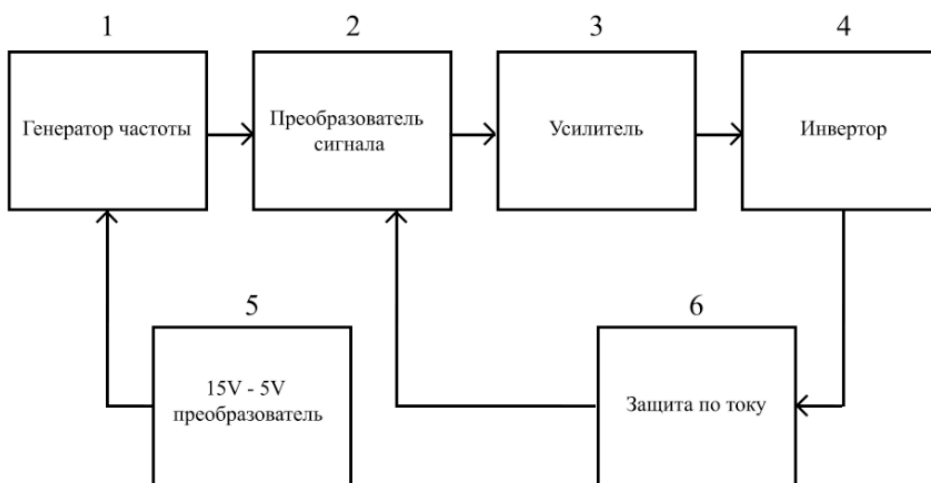 1
2
3
4
Генератор частоты
Преобразователь
сигнала
Усилитель
Инвертор
5
6
15V - 5V
преобразователь
Защита по току